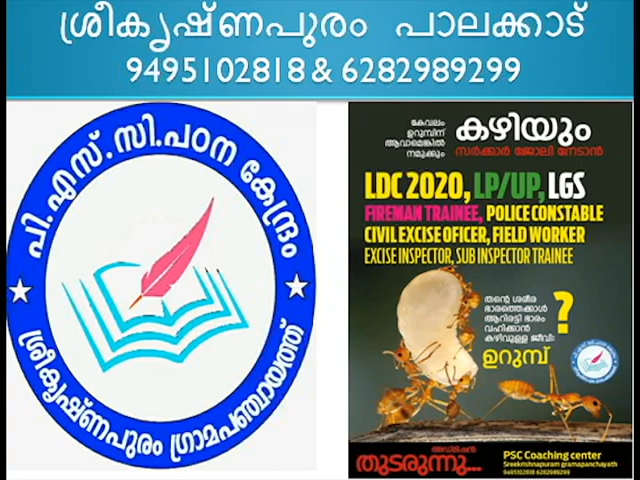 ശ്രീകൃഷ്ണപുരം പാലക്കാട്
9495102818 & 6282989299
പി.എസ്.സി.പഠന കേന്ദ്രം
ശ്രീകൃഷ്ണപുരം ഗ്രാമപഞ്ചായത്ത്
കേവലം
ഉറുമ്പിന്
ആവാമെങ്കിൽ
നമുക്കും
കഴിയും
സർക്കാർ ജോലി നേടാൻ
LDC 2020, LP/UP, LGS
FIREMAN TRAINEE, POLICE CONSTABLE
CIVIL EXCISE OFICER, FIELD WORKER
EXCISE INSPECTOR, SUB INSPECTOR TRAINEE
തന്റെ ശരീര
ഭാരത്തെക്കാൾ
ആറിരട്ടി ഭാരം
വഹിക്കാൻ
കഴിവുള്ള ജീവി:
?
ഉറുമ്പ്
അഡ്മിഷൻ
തുടരുന്നു...
PSC Coaching center
Sreekrishnapuram gramapanchayath
9495102818 6282989299